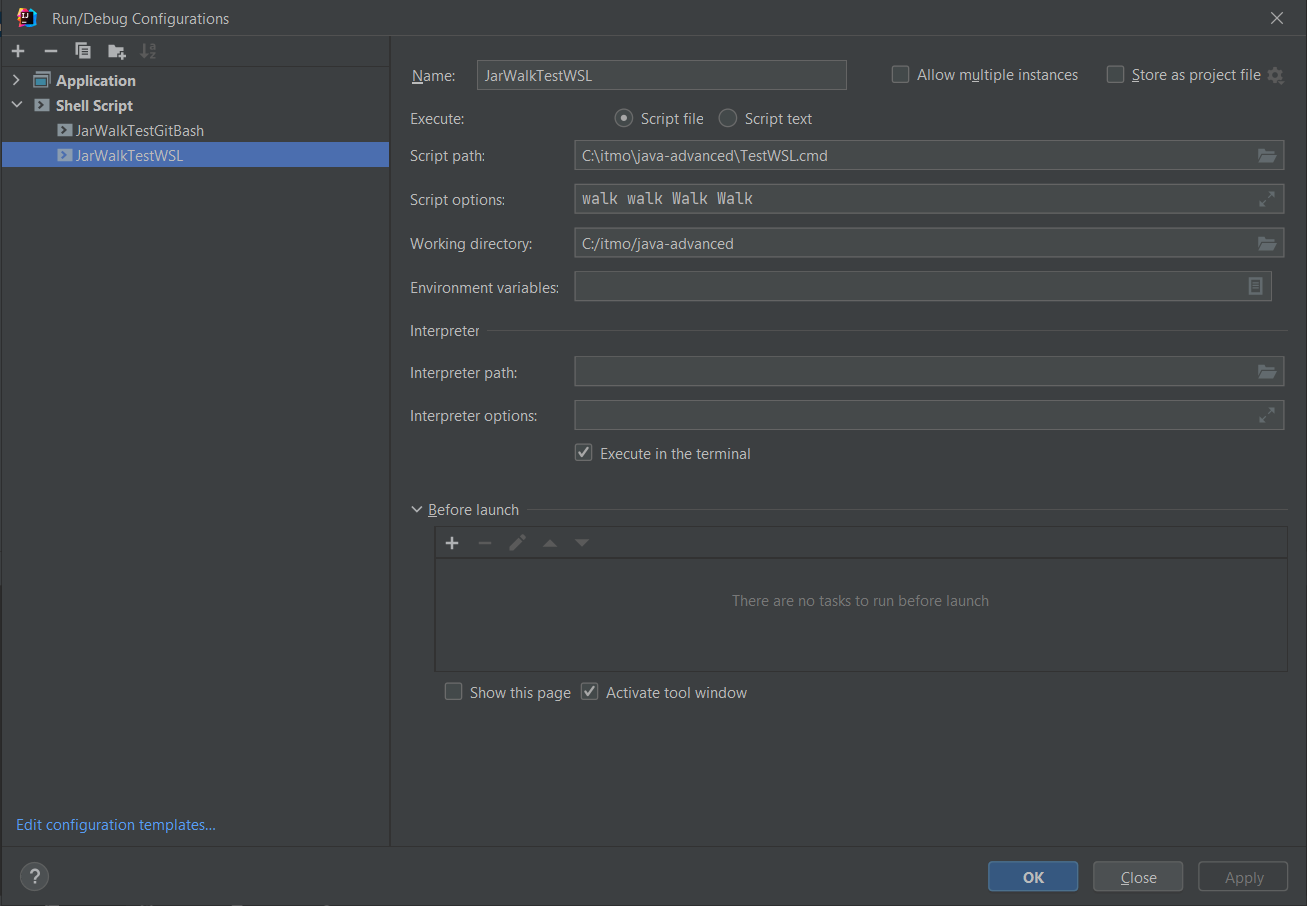 Run/Debug Configurations
Application
Shell Script
JarWalkTestGitBash
JarWalkTestWSL
Edit configuration templates...
Name: JarWalkTestWSL Allow multiple instances Store as project file
Execute: Script file Script text
Script path: C:\itmo\java-advanced\TestWSL.cmd
Script options: walk walk Walk Walk
Working directory: C:/itmo/java-advanced
Environment variables:
Interpreter
Interpreter path:
Interpreter options:
Execute in the terminal
Before launch
There are no tasks to run before launch
Show this page Activate tool window
? OK Close Apply